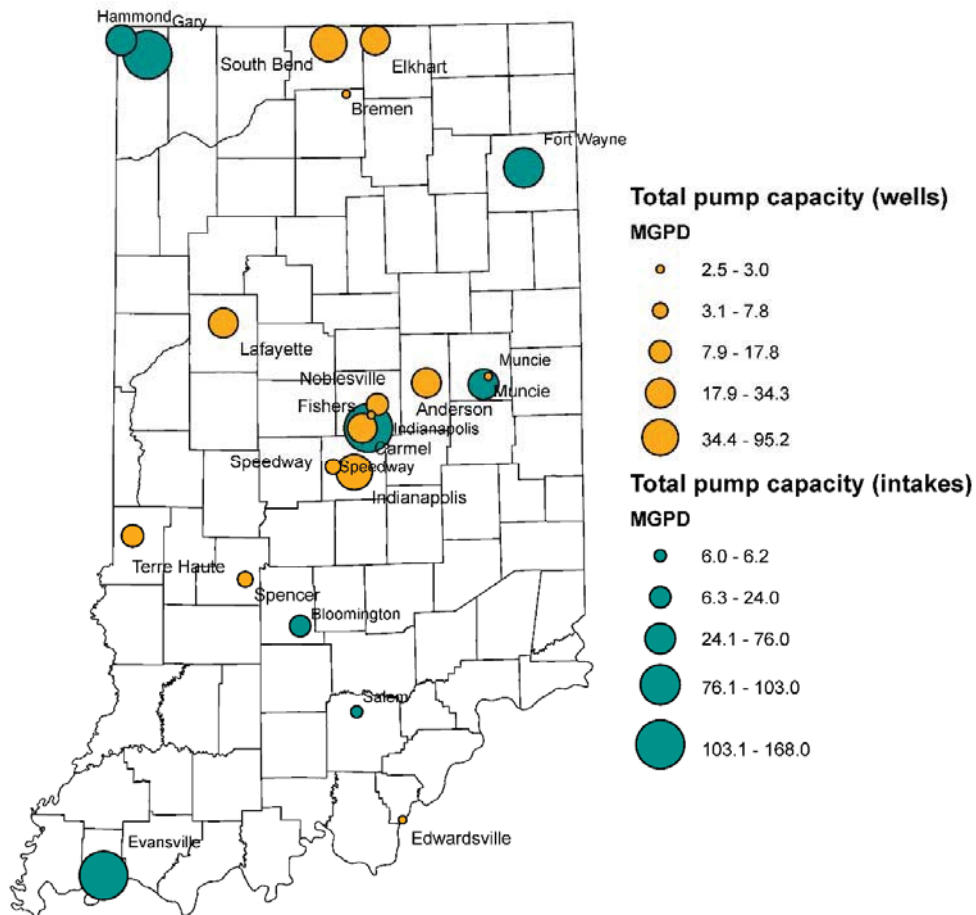 Hammond
Gary
South Bend
Elkhart
Bremen
Fort Wayne
Lafayette
Muncie
Muncie
Noblesville
Fishers
Anderson
Indianapolis
Carmel
Speedway
Speedway
Indianapolis
Terre Haute
Spencer
Bloomington
Salem
Edwardsville
Evansville
Total pump capacity (wells)
MGPD
2.5 - 3.0
3.1 - 7.8
7.9 - 17.8
17.9 - 34.3
34.4 - 95.2
Total pump capacity (intakes)
MGPD
6.0 - 6.2
6.3 - 24.0
24.1 - 76.0
76.1 - 103.0
103.1 - 168.0